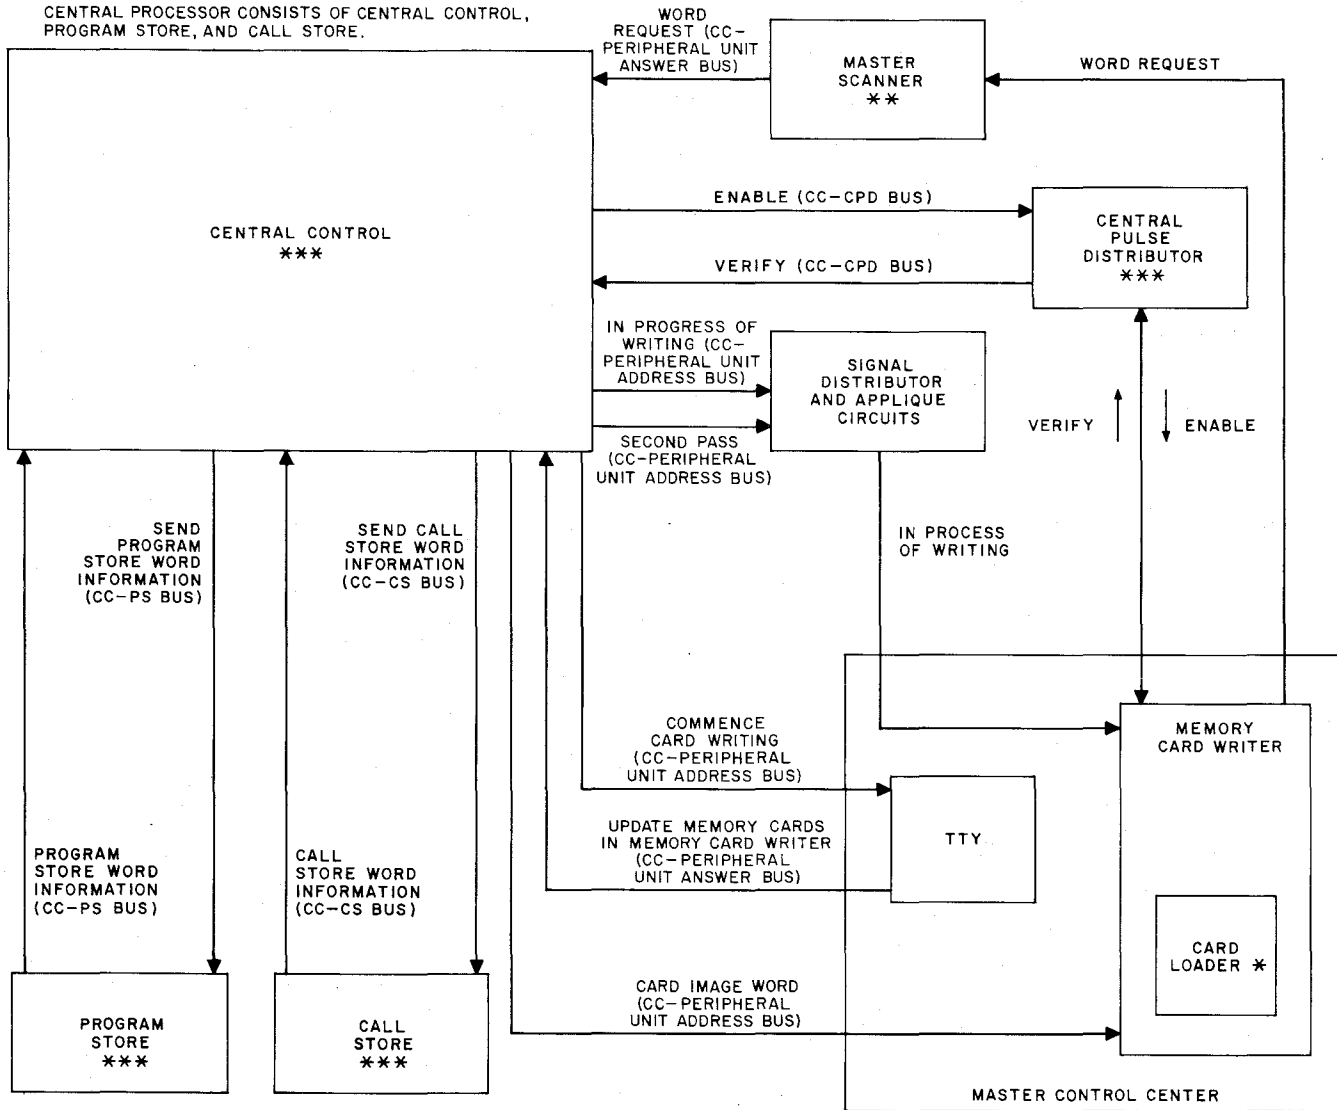 CENTRAL PROCESSOR CONSISTS OF CENTRAL CONTROL,
PROGRAM STORE, AND CALL STORE.
WORD
REQUEST (CC-
PERIPHERAL UNIT
ANSWER BUS)
MASTER
SCANNER
**
WORD REQUEST
CENTRAL CONTROL
***
ENABLE (CC-CPD BUS)
VERIFY (CC-CPD BUS)
CENTRAL
PULSE
DISTRIBUTOR
***
IN PROGRESS OF
WRITING (CC-
PERIPHERAL UNIT
ADDRESS BUS)
SECOND PASS
(CC-PERIPHERAL
UNIT ADDRESS BUS)
SIGNAL
DISTRIBUTOR
AND APPLIQUE
CIRCUITS
VERIFY
ENABLE
SEND
PROGRAM
STORE WORD
INFORMATION
(CC-PS BUS)
SEND CALL
STORE WORD
INFORMATION
(CC-CS BUS)
IN PROCESS
OF WRITING
COMMENCE
CARD WRITING
(CC-PERIPHERAL
UNIT ADDRESS BUS)
MEMORY
CARD WRITER
UPDATE MEMORY CARDS
IN MEMORY CARD WRITER
(CC-PERIPHERAL
UNIT ANSWER BUS)
TTY
PROGRAM
STORE WORD
INFORMATION
(CC-PS BUS)
CALL
STORE WORD
INFORMATION
(CC-CS BUS)
CARD
LOADER *
CARD IMAGE WORD
(CC-PERIPHERAL
UNIT ADDRESS BUS)
PROGRAM
STORE
***
CALL
STORE
***
MASTER CONTROL CENTER